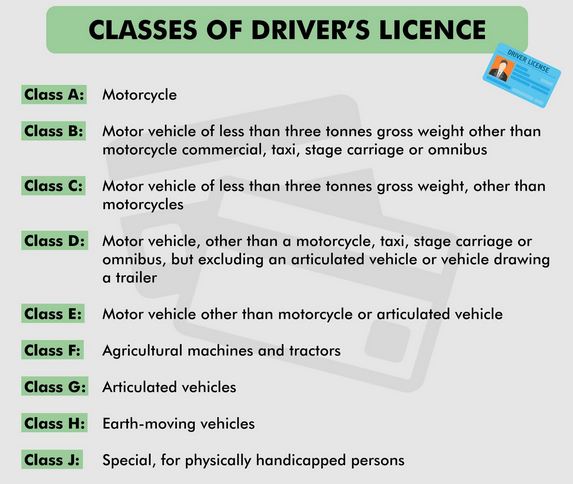 CLASSES OF DRIVER'S LICENCE
DRIVER LICENSE
Class A: Motorcycle
Class B: Motor vehicle of less than three tonnes gross weight other than
motorcycle commercial, taxi, stage carriage or omnibus
Class C: Motor vehicle of less than three tonnes gross weight, other than
motorcycles
Class D: Motor vehicle, other than a motorcycle, taxi, stage carriage or
omnibus, but excluding an articulated vehicle or vehicle drawing
a trailer
Class E: Motor vehicle other than motorcycle or articulated vehicle
Class F: Agricultural machines and tractors
Class G: Articulated vehicles
Class H: Earth-moving vehicles
Class J: Special, for physically handicapped persons